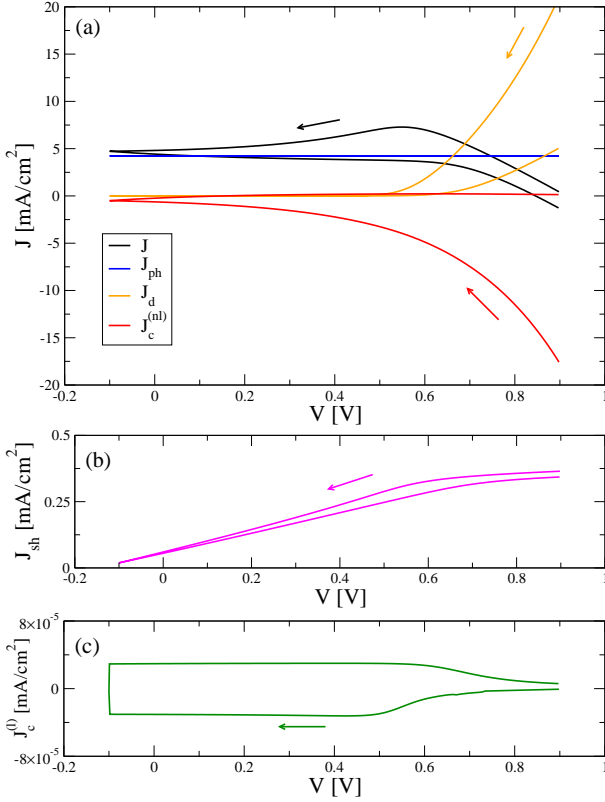 (a)
20
15
10
5
0
-5
-10
-15
-20
J [mA/cm²]
J
J_ph
J_d
J_c^(nl)
-0.2 0 0.2 0.4 0.6 0.8 1
V [V]
(b)
0.5
0.25
0
J_sh [mA/cm²]
-0.2 0 0.2 0.4 0.6 0.8 1
V [V]
(c)
8×10⁻⁵
0
-8×10⁻⁵
J_c^(l) [mA/cm²]
-0.2 0 0.2 0.4 0.6 0.8 1
V [V]